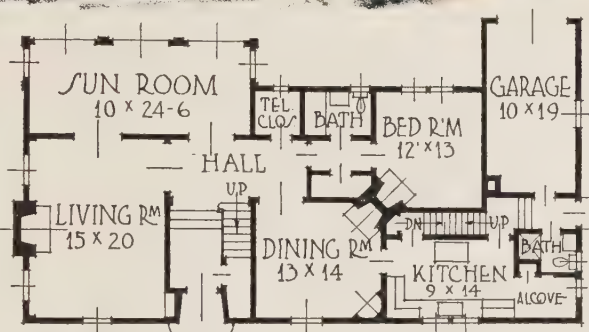 SUN ROOM
10 x 24-6
TEL
CLOS
BATH
BED R'M
12' x 13
GARAGE
10 x 19
HALL
UP
LIVING RM
15 x 20
DINING RM
13 x 14
DN
UP
KITCHEN
9 x 14
BATH
ALCOVE